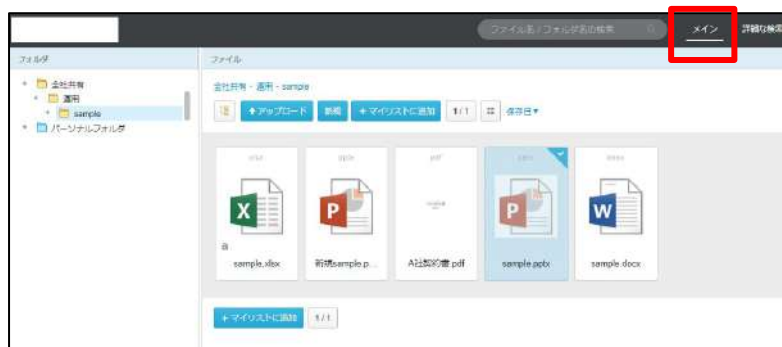 ファイル名/フォルダ名の検索 メイン 詳細な検索
フォルダ
ファイル
会社共有
運用
sample
パーソナルフォルダ
会社共有 - 運用 - sample
アップロード 新規 + マイリストに追加 1 / 1 保存日▼
xlsx pptx pdf pptx docx
sample.xlsx 新規sample.p... A社契約書.pdf sample.pptx sample.docx
+ マイリストに追加 1 / 1